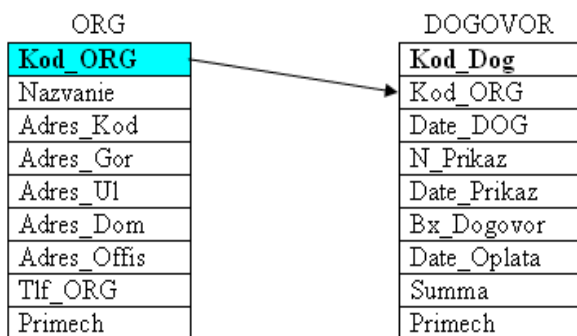 ORG
Kod_ORG
Nazvanie
Adres_Kod
Adres_Gor
Adres_Ul
Adres_Dom
Adres_Offis
Tlf_ORG
Primech
DOGOVOR
Kod_Dog
Kod_ORG
Date_DOG
N_Prikaz
Date_Prikaz
Bx_Dogovor
Date_Oplata
Summa
Primech